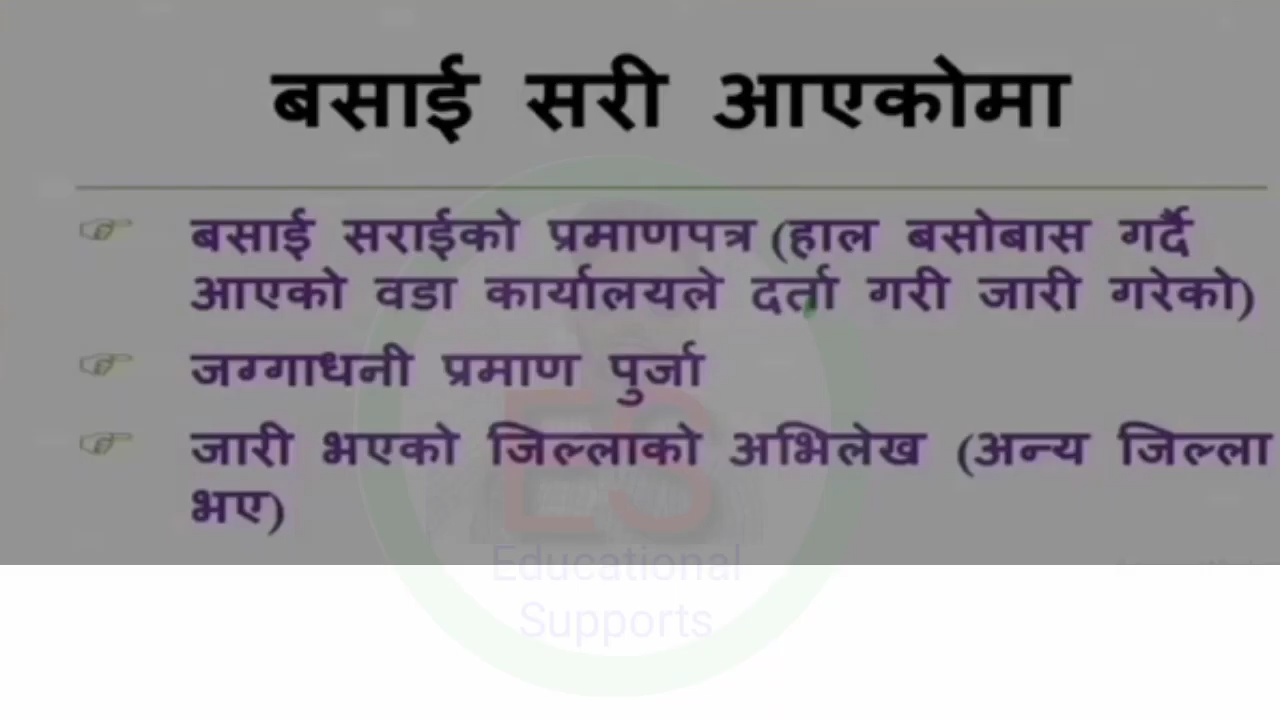 बसाई सरी आएकोमा
बसाई सराईको प्रमाणपत्र (हाल बसोबास गर्दै
आएको वडा कार्यालयले दर्ता गरी जारी गरेको)
जग्गाधनी प्रमाण पुर्जा
जारी भएको जिल्लाको अभिलेख (अन्य जिल्ला
भए)
ES
Educational
Supports